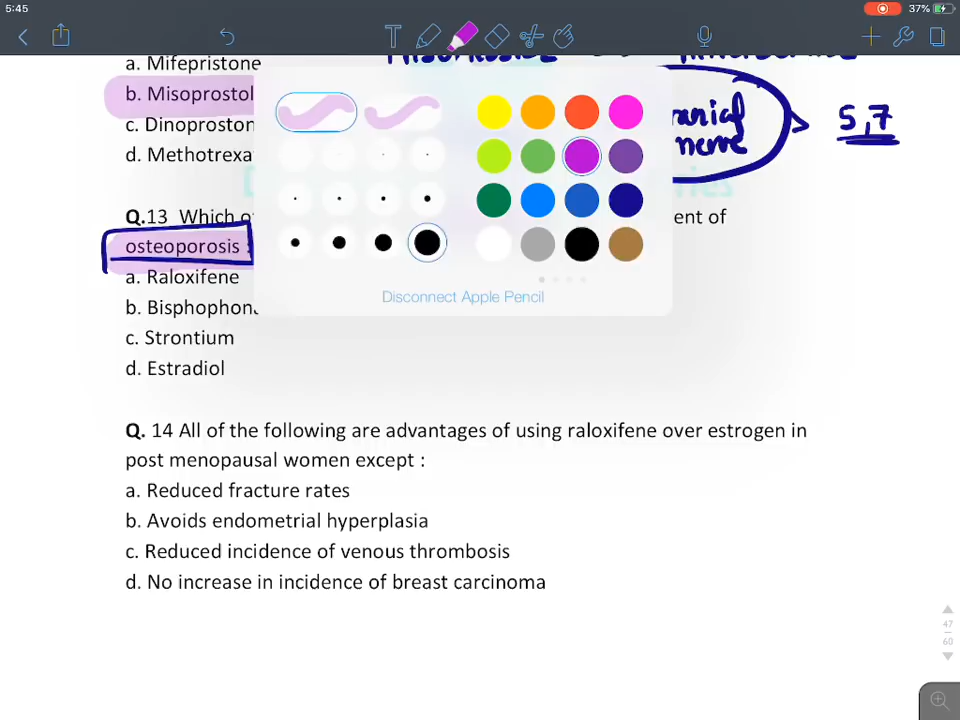 5:45
37%
a. Mifepristone
b. Misoprostol
c. Dinoproston
d. Methotrexa
nerve
5,7
Q.13 Which o
ent of
osteoporosis :
a. Raloxifene
b. Bisphophon
c. Strontium
d. Estradiol
Disconnect Apple Pencil
Q. 14 All of the following are advantages of using raloxifene over estrogen in
post menopausal women except :
a. Reduced fracture rates
b. Avoids endometrial hyperplasia
c. Reduced incidence of venous thrombosis
d. No increase in incidence of breast carcinoma
47
60